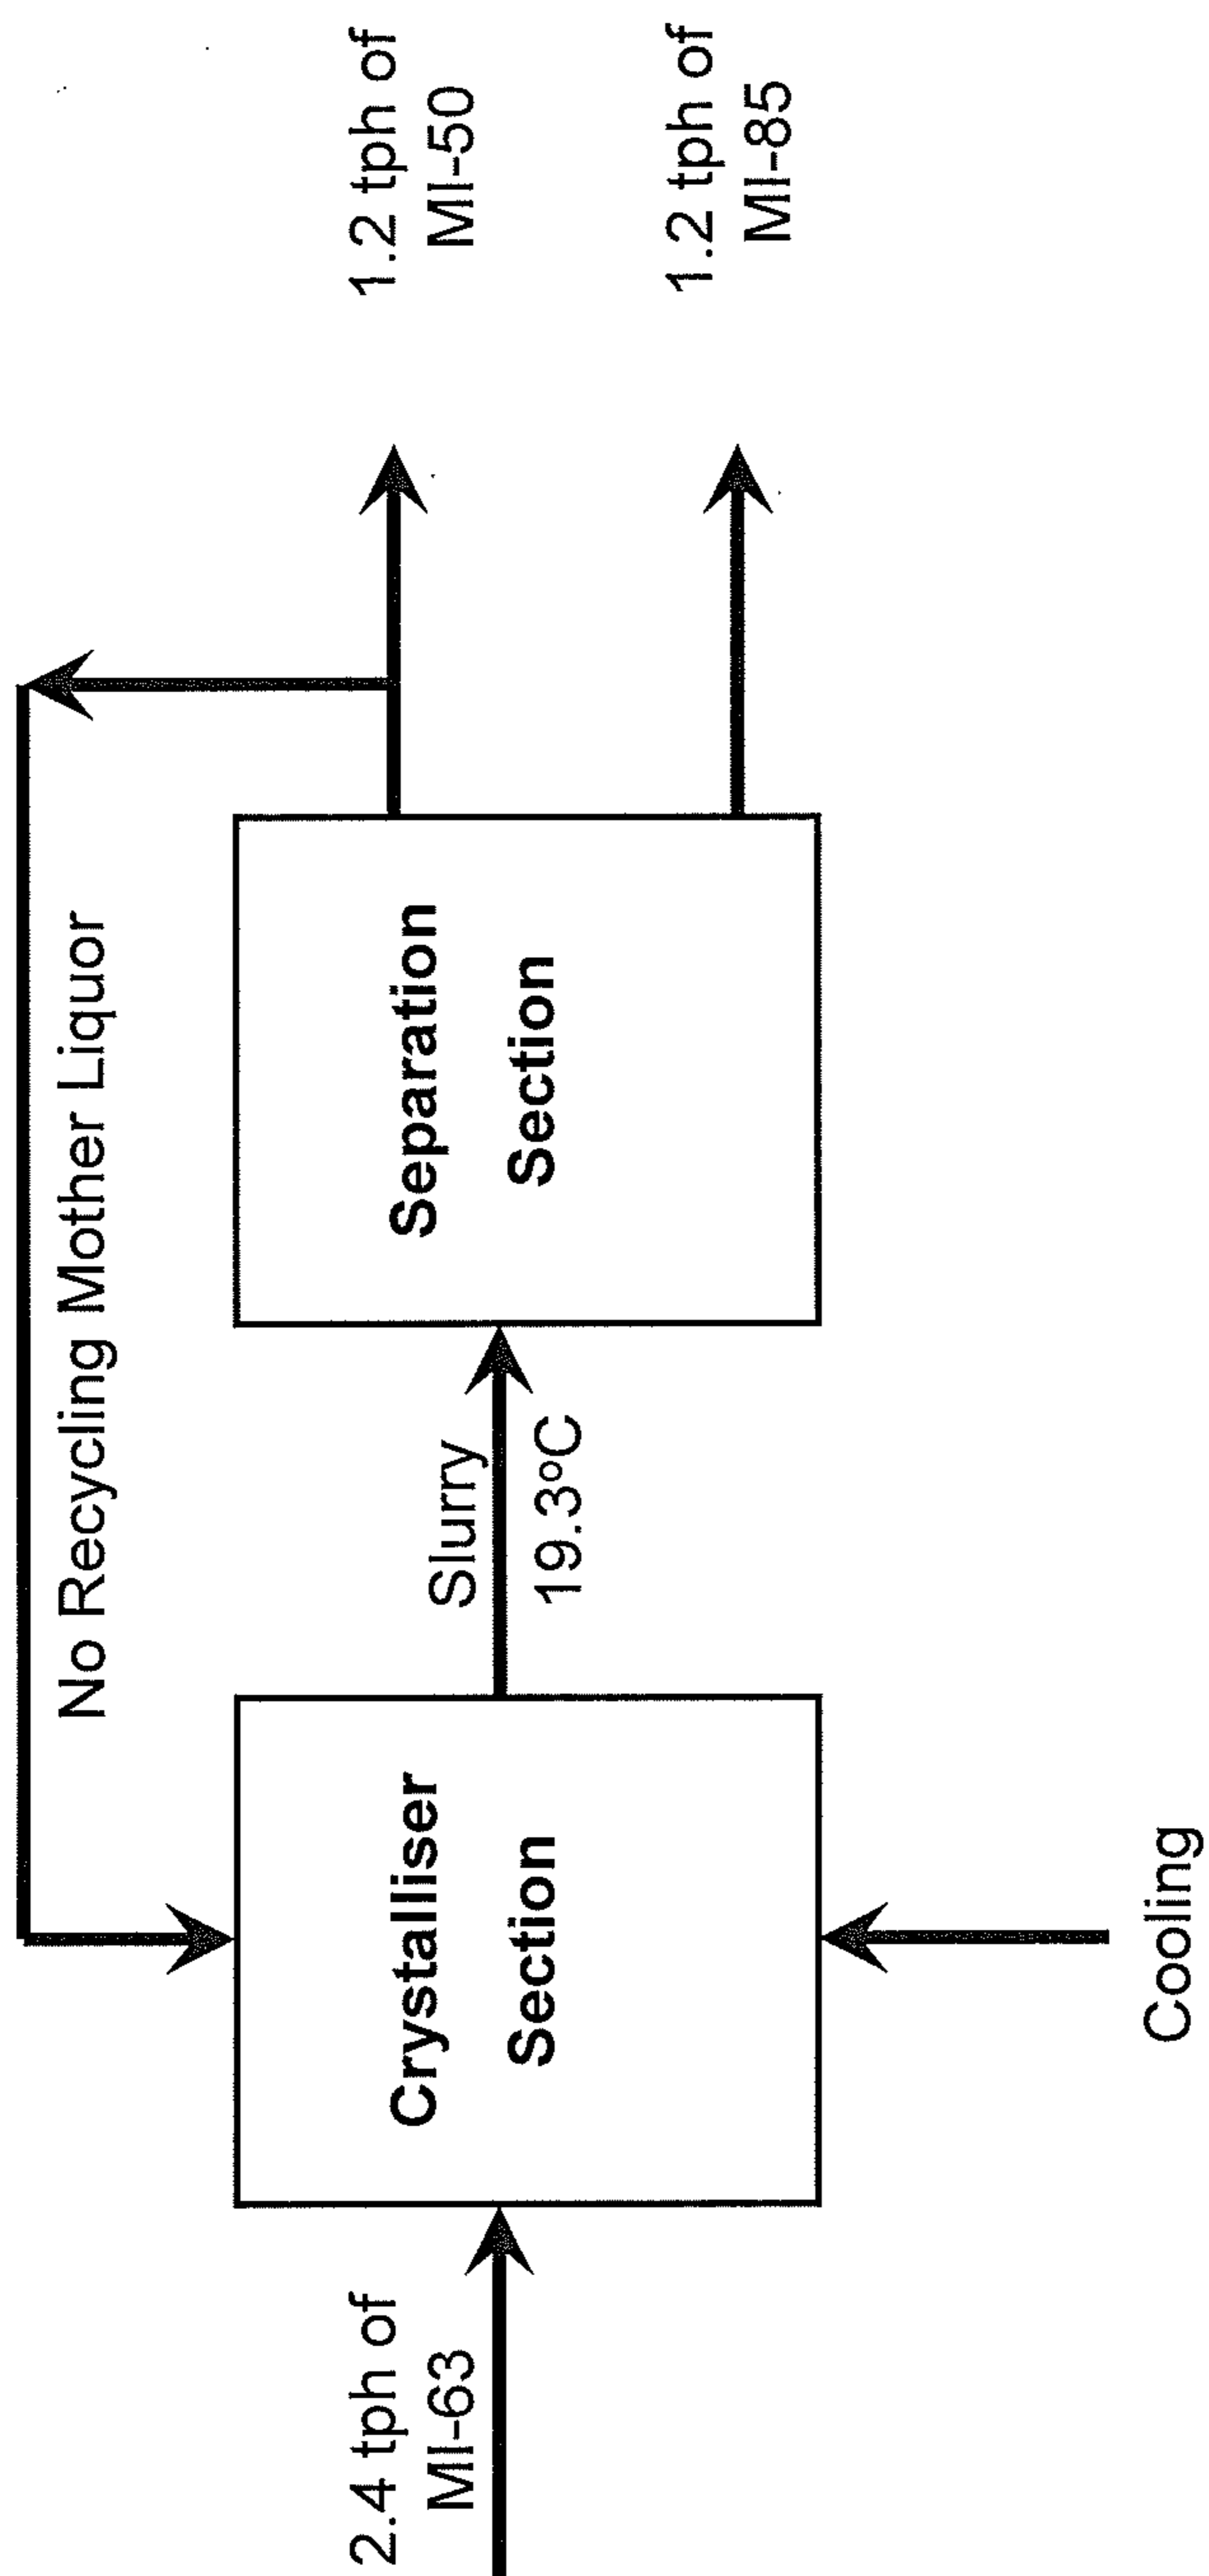 No Recycling Mother Liquor
2.4 tph of
MI-63
Crystalliser
Section
Slurry
19.3ºC
Separation
Section
1.2 tph of
MI-50
1.2 tph of
MI-85
Cooling